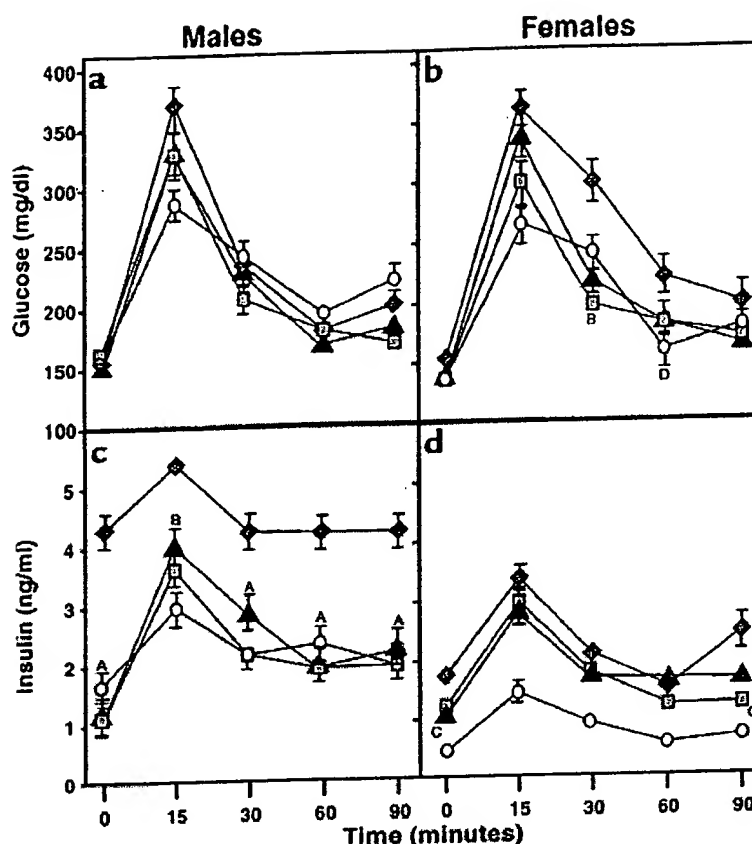 Males
Females
a
b
Glucose (mg/dl)
400
350
300
250
200
150
100
B
D
c
d
Insulin (ng/ml)
5
4
3
2
1
0
A
B
A
A
A
C
0
15
30
60
90
0
15
30
60
90
Time (minutes)